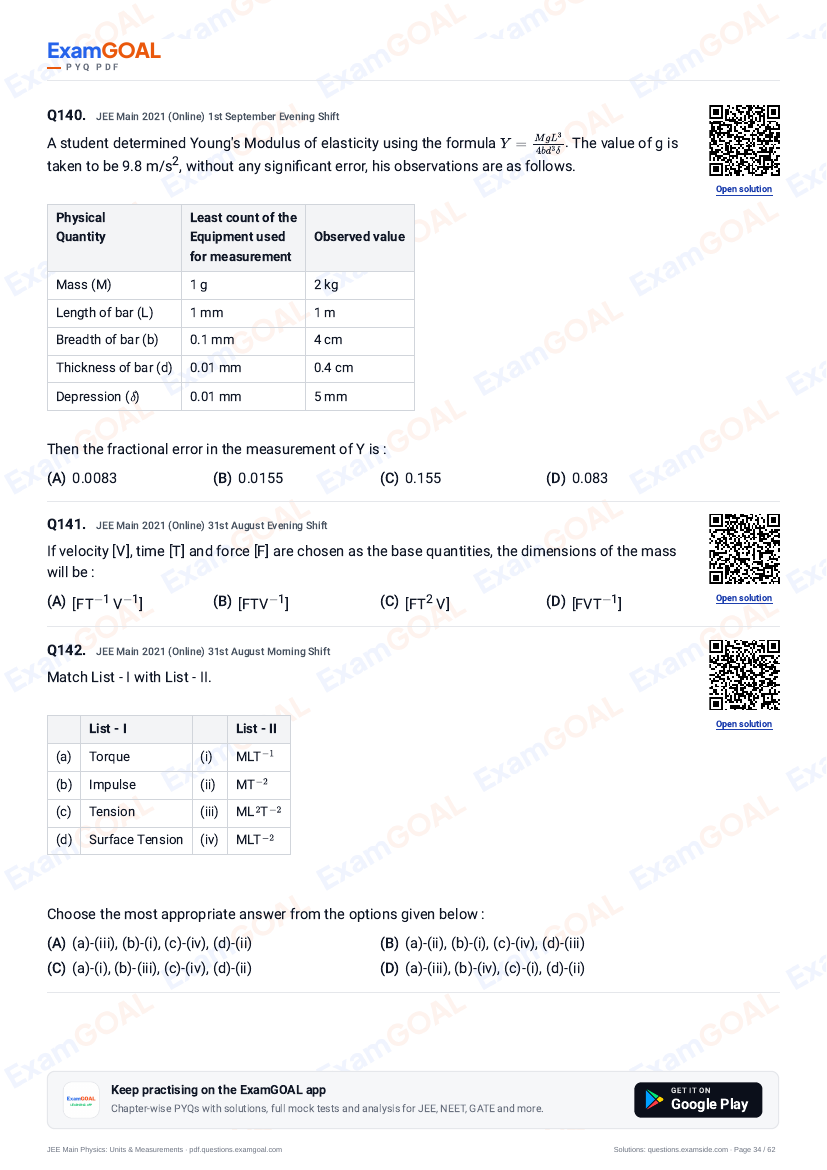 ExamGOAL
PYQ PDF
Q140. JEE Main 2021 (Online) 1st September Evening Shift
A student determined Young's Modulus of elasticity using the formula $Y = \frac{MgL^3}{4bd^3\delta}$. The value of g is
taken to be 9.8 m/s², without any significant error, his observations are as follows.
Open solution
Physical Quantity | Least count of the Equipment used for measurement | Observed value
Mass (M) | 1 g | 2 kg
Length of bar (L) | 1 mm | 1 m
Breadth of bar (b) | 0.1 mm | 4 cm
Thickness of bar (d) | 0.01 mm | 0.4 cm
Depression (δ) | 0.01 mm | 5 mm
Then the fractional error in the measurement of Y is :
(A) 0.0083 (B) 0.0155 (C) 0.155 (D) 0.083
Q141. JEE Main 2021 (Online) 31st August Evening Shift
If velocity [V], time [T] and force [F] are chosen as the base quantities, the dimensions of the mass
will be :
(A) [FT⁻¹ V⁻¹] (B) [FTV⁻¹] (C) [FT² V] (D) [FVT⁻¹]
Open solution
Q142. JEE Main 2021 (Online) 31st August Morning Shift
Match List - I with List - II.
Open solution
List - I | List - II
(a) Torque (i) MLT⁻¹
(b) Impulse (ii) MT⁻²
(c) Tension (iii) ML²T⁻²
(d) Surface Tension (iv) MLT⁻²
Choose the most appropriate answer from the options given below :
(A) (a)-(iii), (b)-(i), (c)-(iv), (d)-(ii) (B) (a)-(ii), (b)-(i), (c)-(iv), (d)-(iii)
(C) (a)-(i), (b)-(iii), (c)-(iv), (d)-(ii) (D) (a)-(iii), (b)-(iv), (c)-(i), (d)-(ii)
Keep practising on the ExamGOAL app
Chapter-wise PYQs with solutions, full mock tests and analysis for JEE, NEET, GATE and more.
ExamGOAL
GET IT ON
Google Play
JEE Main Physics: Units & Measurements · pdf.questions.examgoal.com Solutions: questions.examside.com · Page 34 / 62